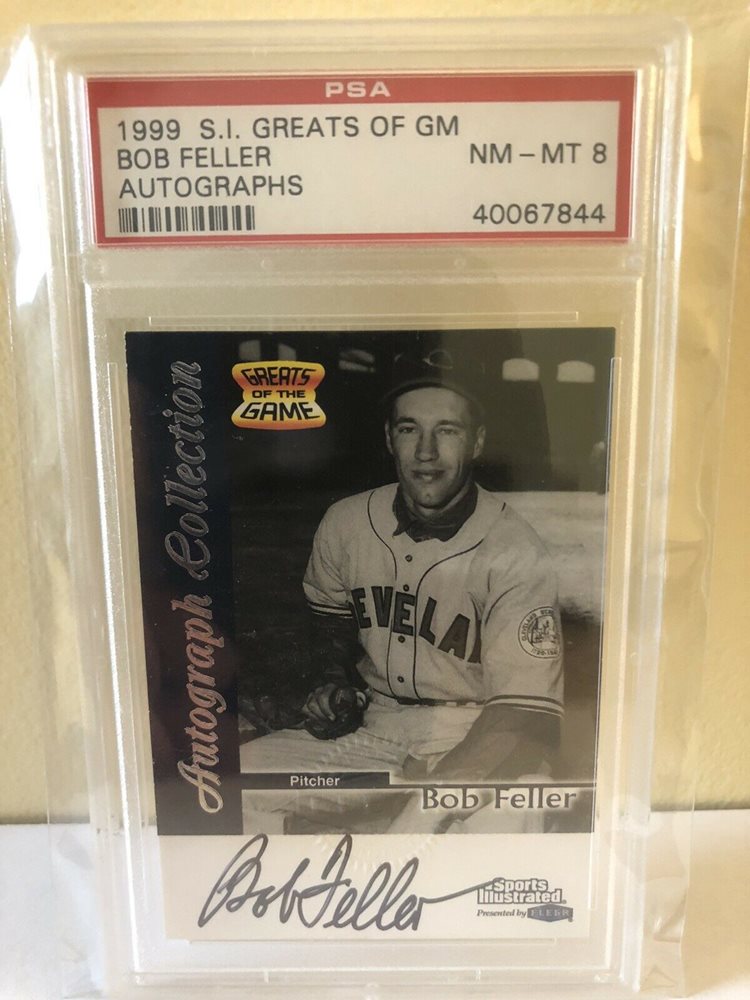 PSA
1999 S.I. GREATS OF GM
BOB FELLER NM – MT 8
AUTOGRAPHS
40067844
Autograph Collection
GREATS
OF THE
GAME
EVELA
Pitcher
Bob Feller
Bob Feller
Sports
Illustrated
Presented by FLEER